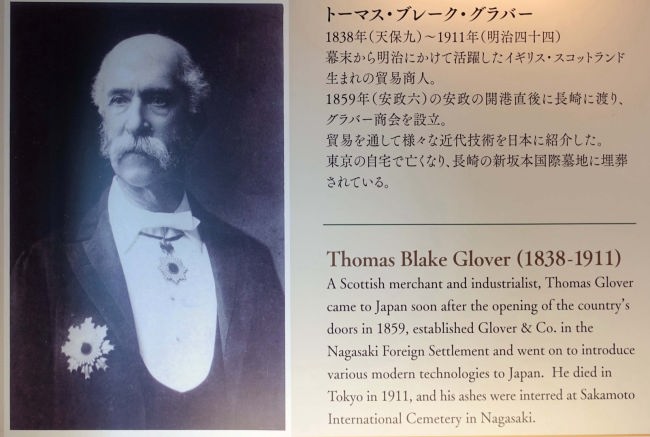 トーマス・ブレーク・グラバー
1838年(天保九)～1911年(明治四十四)
幕末から明治にかけて活躍したイギリス・スコットランド
生まれの貿易商人。
1859年(安政六)の安政の開港直後に長崎に渡り、
グラバー商会を設立。
貿易を通して様々な近代技術を日本に紹介した。
東京の自宅で亡くなり、長崎の新坂本国際墓地に埋葬
されている。
Thomas Blake Glover (1838-1911)
A Scottish merchant and industrialist, Thomas Glover
came to Japan soon after the opening of the country's
doors in 1859, established Glover & Co. in the
Nagasaki Foreign Settlement and went on to introduce
various modern technologies to Japan.  He died in
Tokyo in 1911, and his ashes were interred at Sakamoto
International Cemetery in Nagasaki.